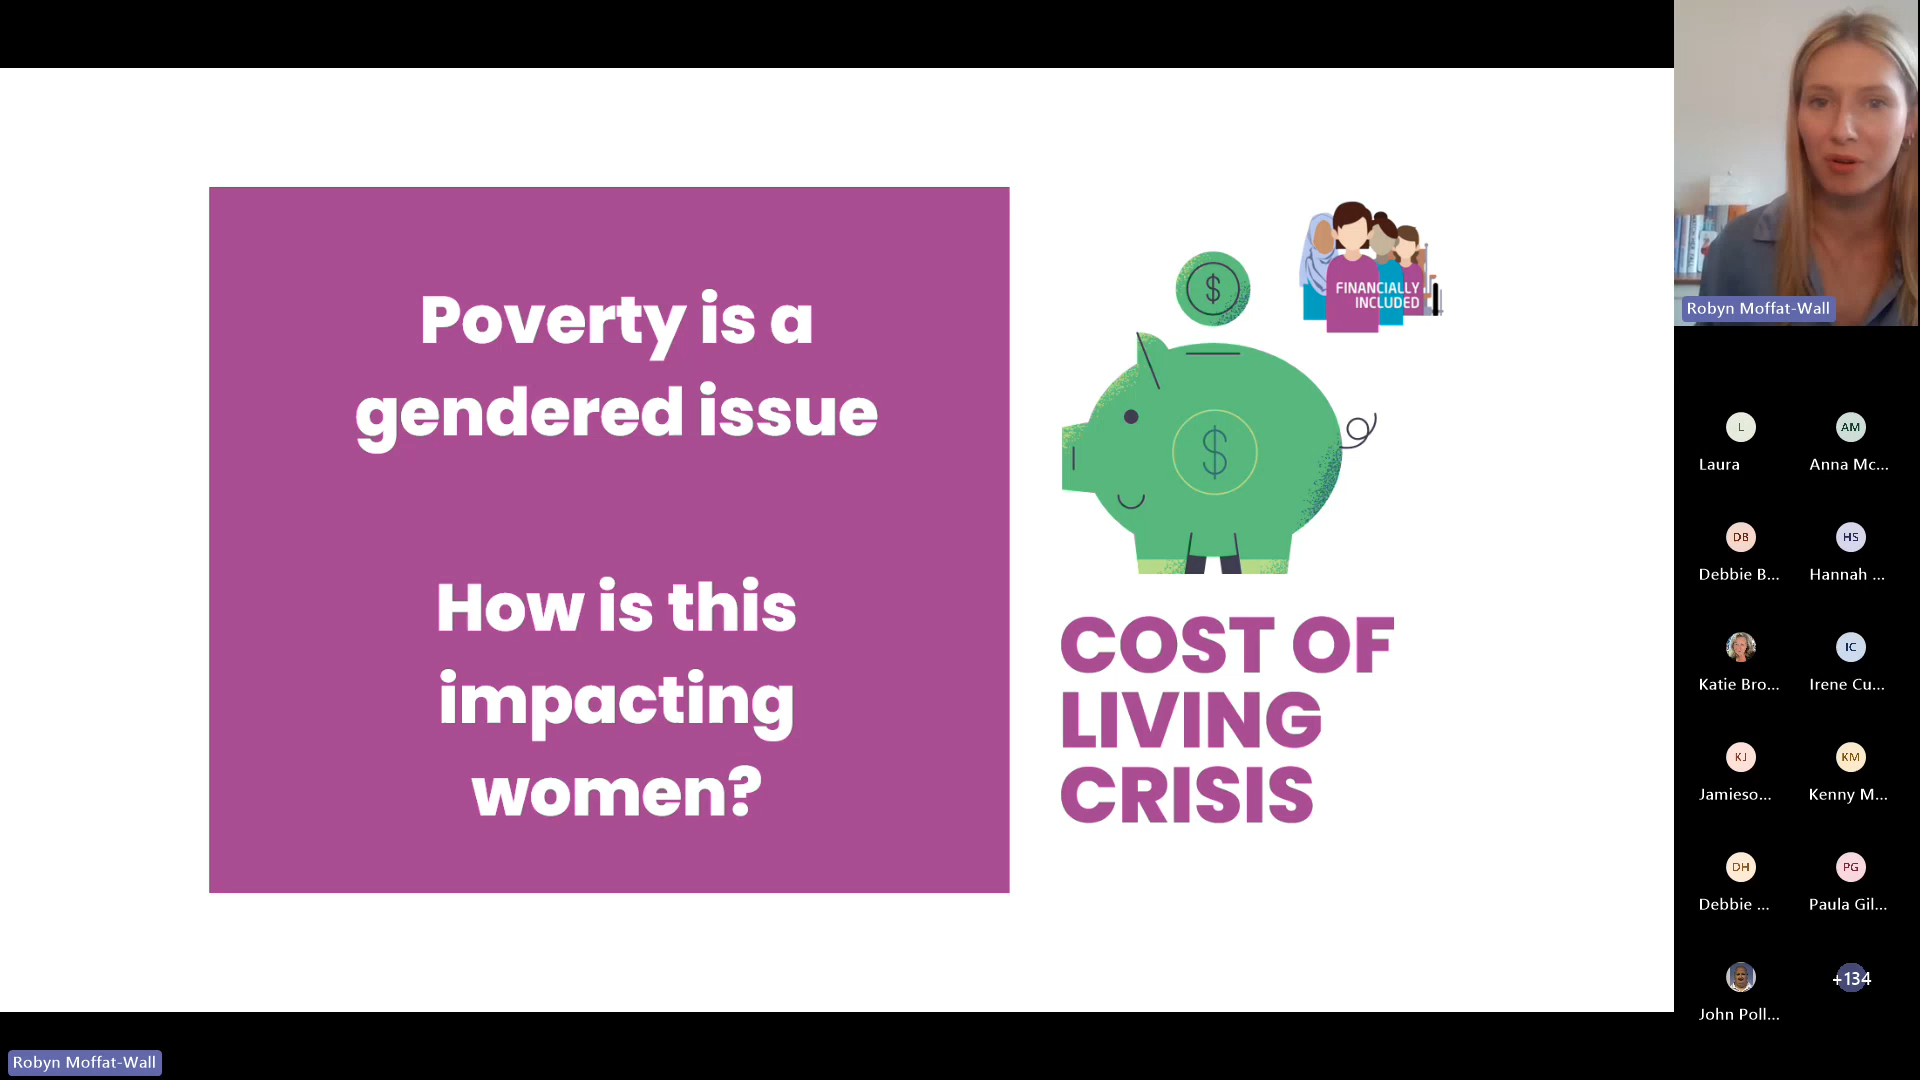 Poverty is a
gendered issue
How is this
impacting
women?
$
FINANCIALLY
INCLUDED
$
COST OF
LIVING
CRISIS
Robyn Moffat-Wall
L
AM
Laura
Anna Mc...
DB
HS
Debbie B...
Hannah ...
Katie Bro...
IC
Irene Cu...
KJ
KM
Jamieso...
Kenny M...
DH
PG
Debbie ...
Paula Gil...
+134
John Poll...
Robyn Moffat-Wall